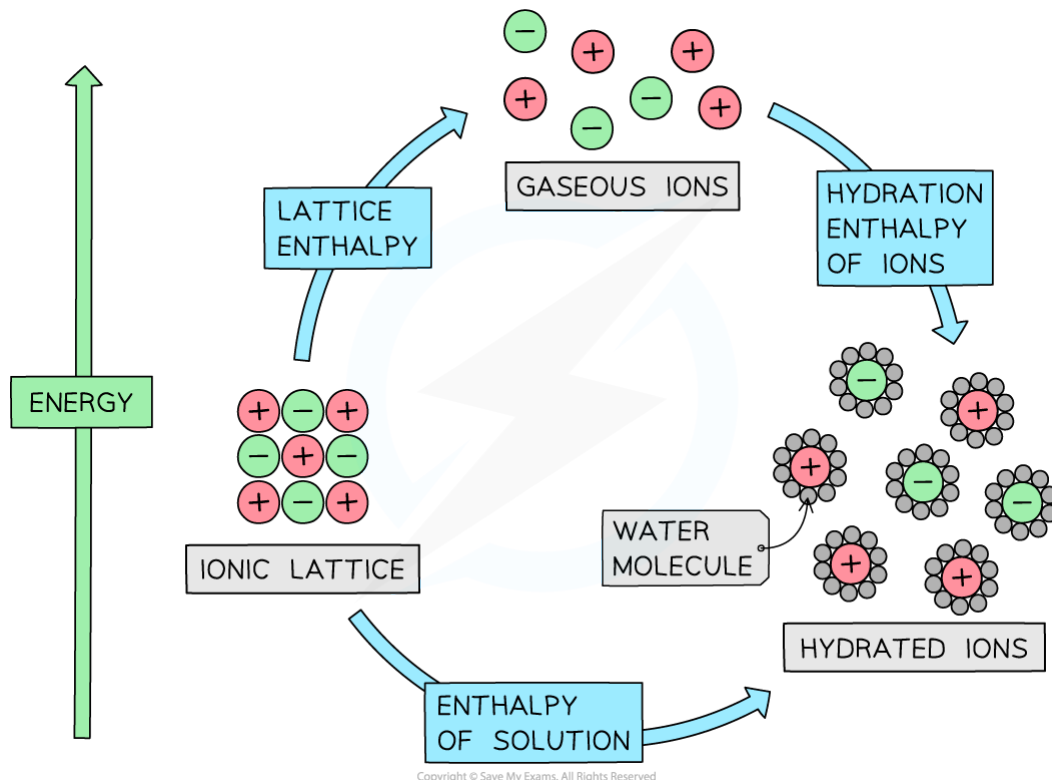 GASEOUS IONS
LATTICE
ENTHALPY
HYDRATION
ENTHALPY
OF IONS
ENERGY
IONIC LATTICE
WATER
MOLECULE
HYDRATED IONS
ENTHALPY
OF SOLUTION
Copyright © Save My Exams. All Rights Reserved